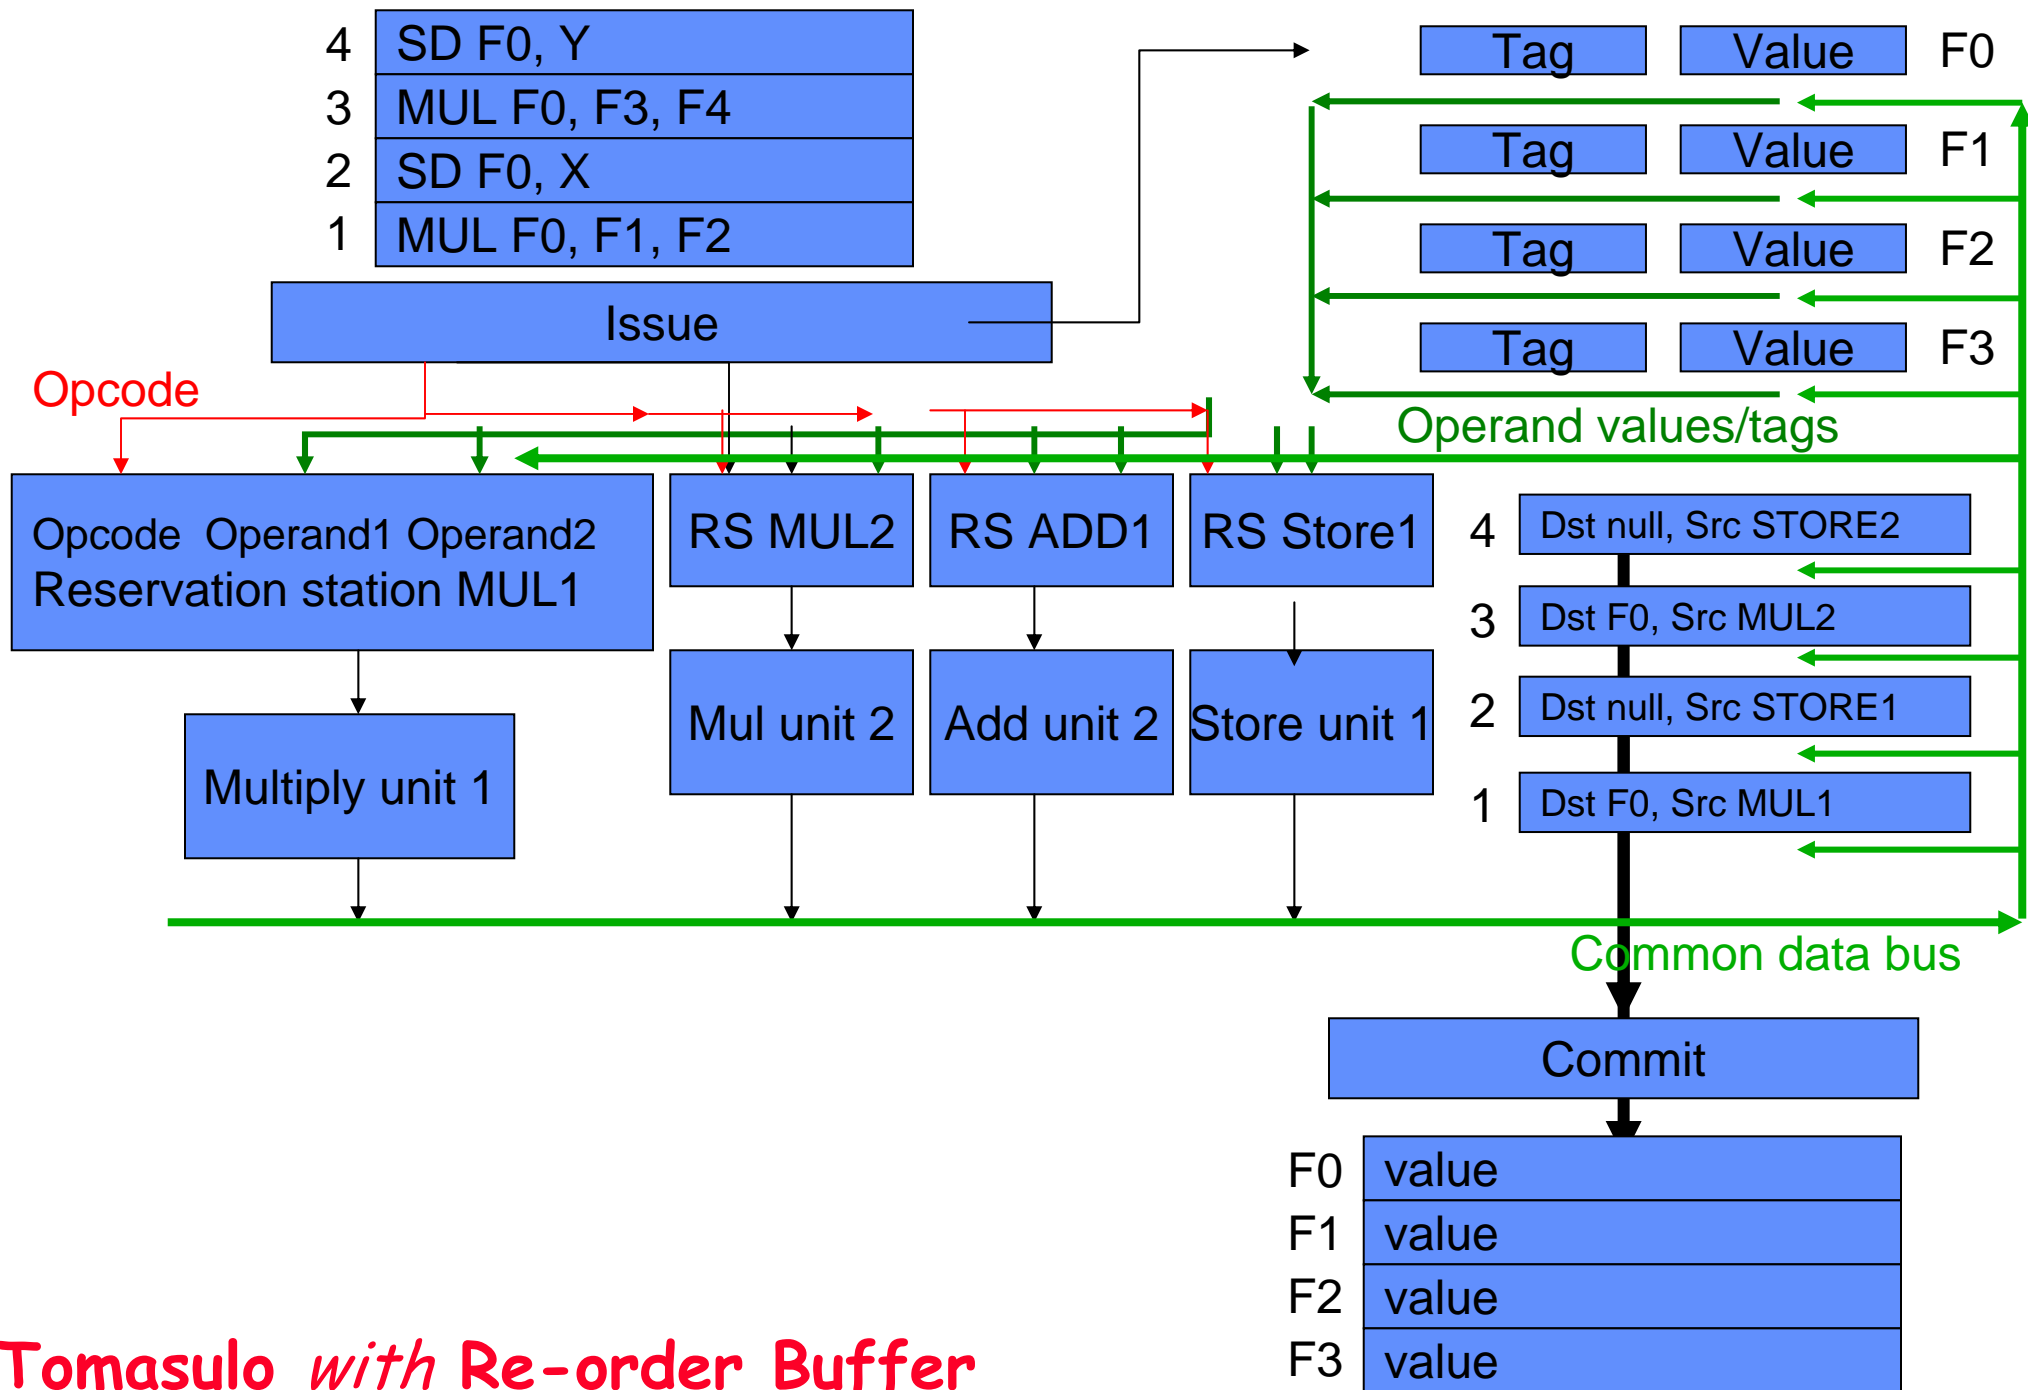 4 SD F0, Y
3 MUL F0, F3, F4
2 SD F0, X
1 MUL F0, F1, F2
Issue
Tag Value F0
Tag Value F1
Tag Value F2
Tag Value F3
Opcode
Operand values/tags
Opcode Operand1 Operand2
Reservation station MUL1
RS MUL2
RS ADD1
RS Store1
Multiply unit 1
Mul unit 2
Add unit 2
Store unit 1
4 Dst null, Src STORE2
3 Dst F0, Src MUL2
2 Dst null, Src STORE1
1 Dst F0, Src MUL1
Common data bus
Commit
F0 value
F1 value
F2 value
F3 value
Tomasulo with Re-order Buffer